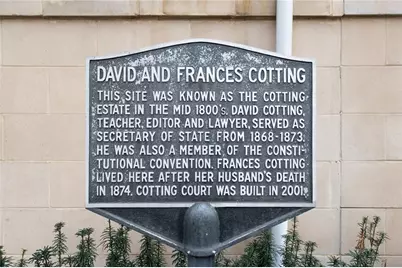 DAVID AND FRANCES COTTING
THIS SITE WAS KNOWN AS THE COTTING
ESTATE IN THE MID 1800's. DAVID COTTING,
TEACHER, EDITOR AND LAWYER, SERVED AS
SECRETARY OF STATE FROM 1868-1873.
HE WAS ALSO A MEMBER OF THE CONSTI-
TUTIONAL CONVENTION. FRANCES COTTING
LIVED HERE AFTER HER HUSBAND'S DEATH
IN 1874. COTTING COURT WAS BUILT IN 2001.